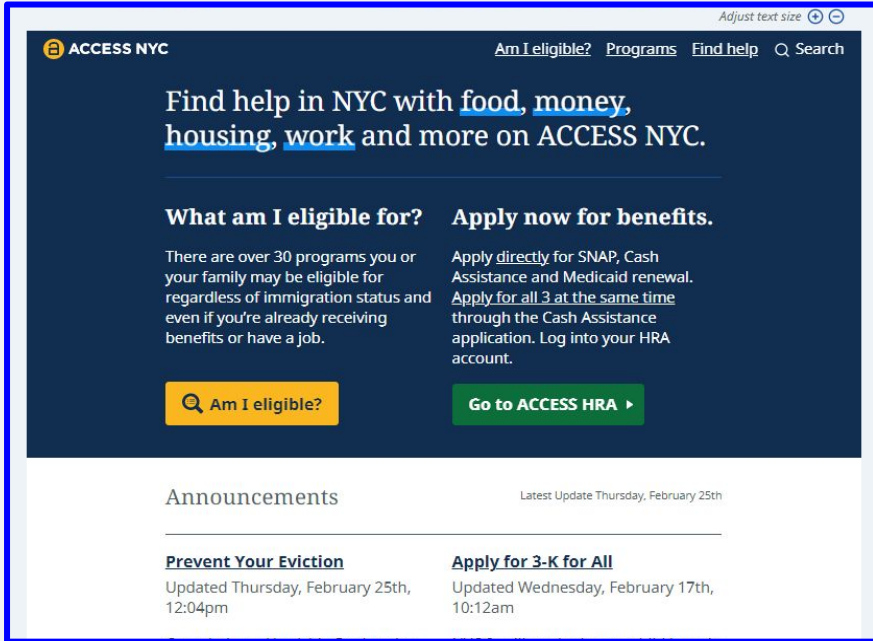 Adjust text size
ACCESS NYC
Am I eligible? Programs Find help Search
Find help in NYC with food, money,
housing, work and more on ACCESS NYC.
What am I eligible for?
There are over 30 programs you or
your family may be eligible for
regardless of immigration status and
even if you're already receiving
benefits or have a job.
Am I eligible?
Apply now for benefits.
Apply directly for SNAP, Cash
Assistance and Medicaid renewal.
Apply for all 3 at the same time
through the Cash Assistance
application. Log into your HRA
account.
Go to ACCESS HRA
Announcements
Latest Update Thursday, February 25th
Prevent Your Eviction
Updated Thursday, February 25th,
12:04pm
Apply for 3-K for All
Updated Wednesday, February 17th,
10:12am